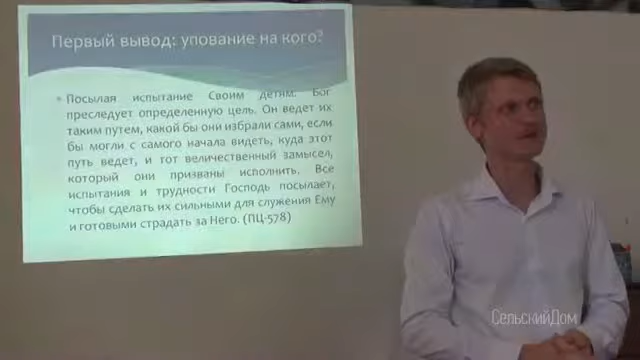 Первый вывод: упование на кого?
Посылая испытание Своим детям, Бог
преследует определенную цель. Он ведет их
таким путем, какой бы они избрали сами, если
бы могли с самого начала видеть, куда этот
путь ведет, и тот величественный замысел,
который они призваны исполнить. Все
испытания и трудности Господь посылает,
чтобы сделать их сильными для служения Ему
и готовыми страдать за Него. (ПЦ-578)
СельскийДом